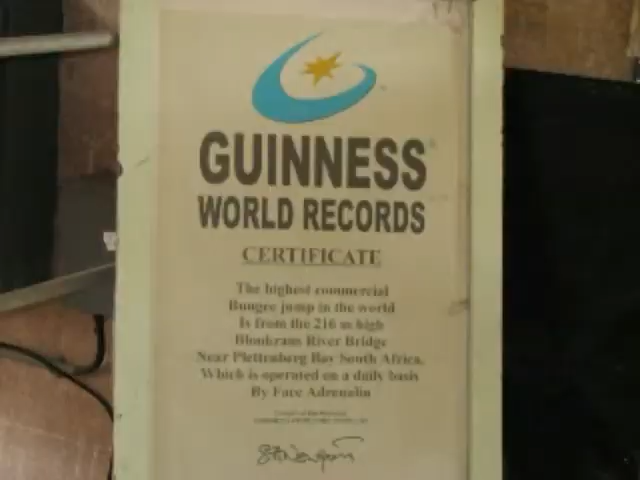 GUINNESS
WORLD RECORDS
CERTIFICATE
The highest commercial
Bungee jump in the world
Is from the 216 m high
Bloukrans River Bridge
Near Plettenberg Bay South Africa.
Which is operated on a daily basis
By Face Adrenalin